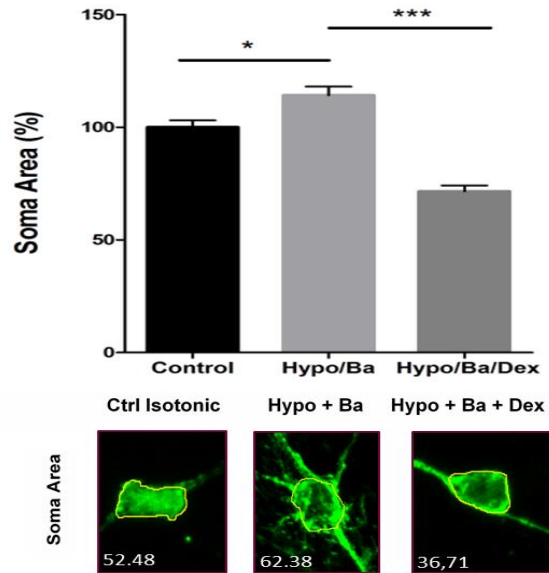 150
***
*
100
50
0
Soma Area (%)
Control Hypo/Ba Hypo/Ba/Dex
Ctrl Isotonic Hypo + Ba Hypo + Ba + Dex
Soma Area
52.48 62.38 36,71